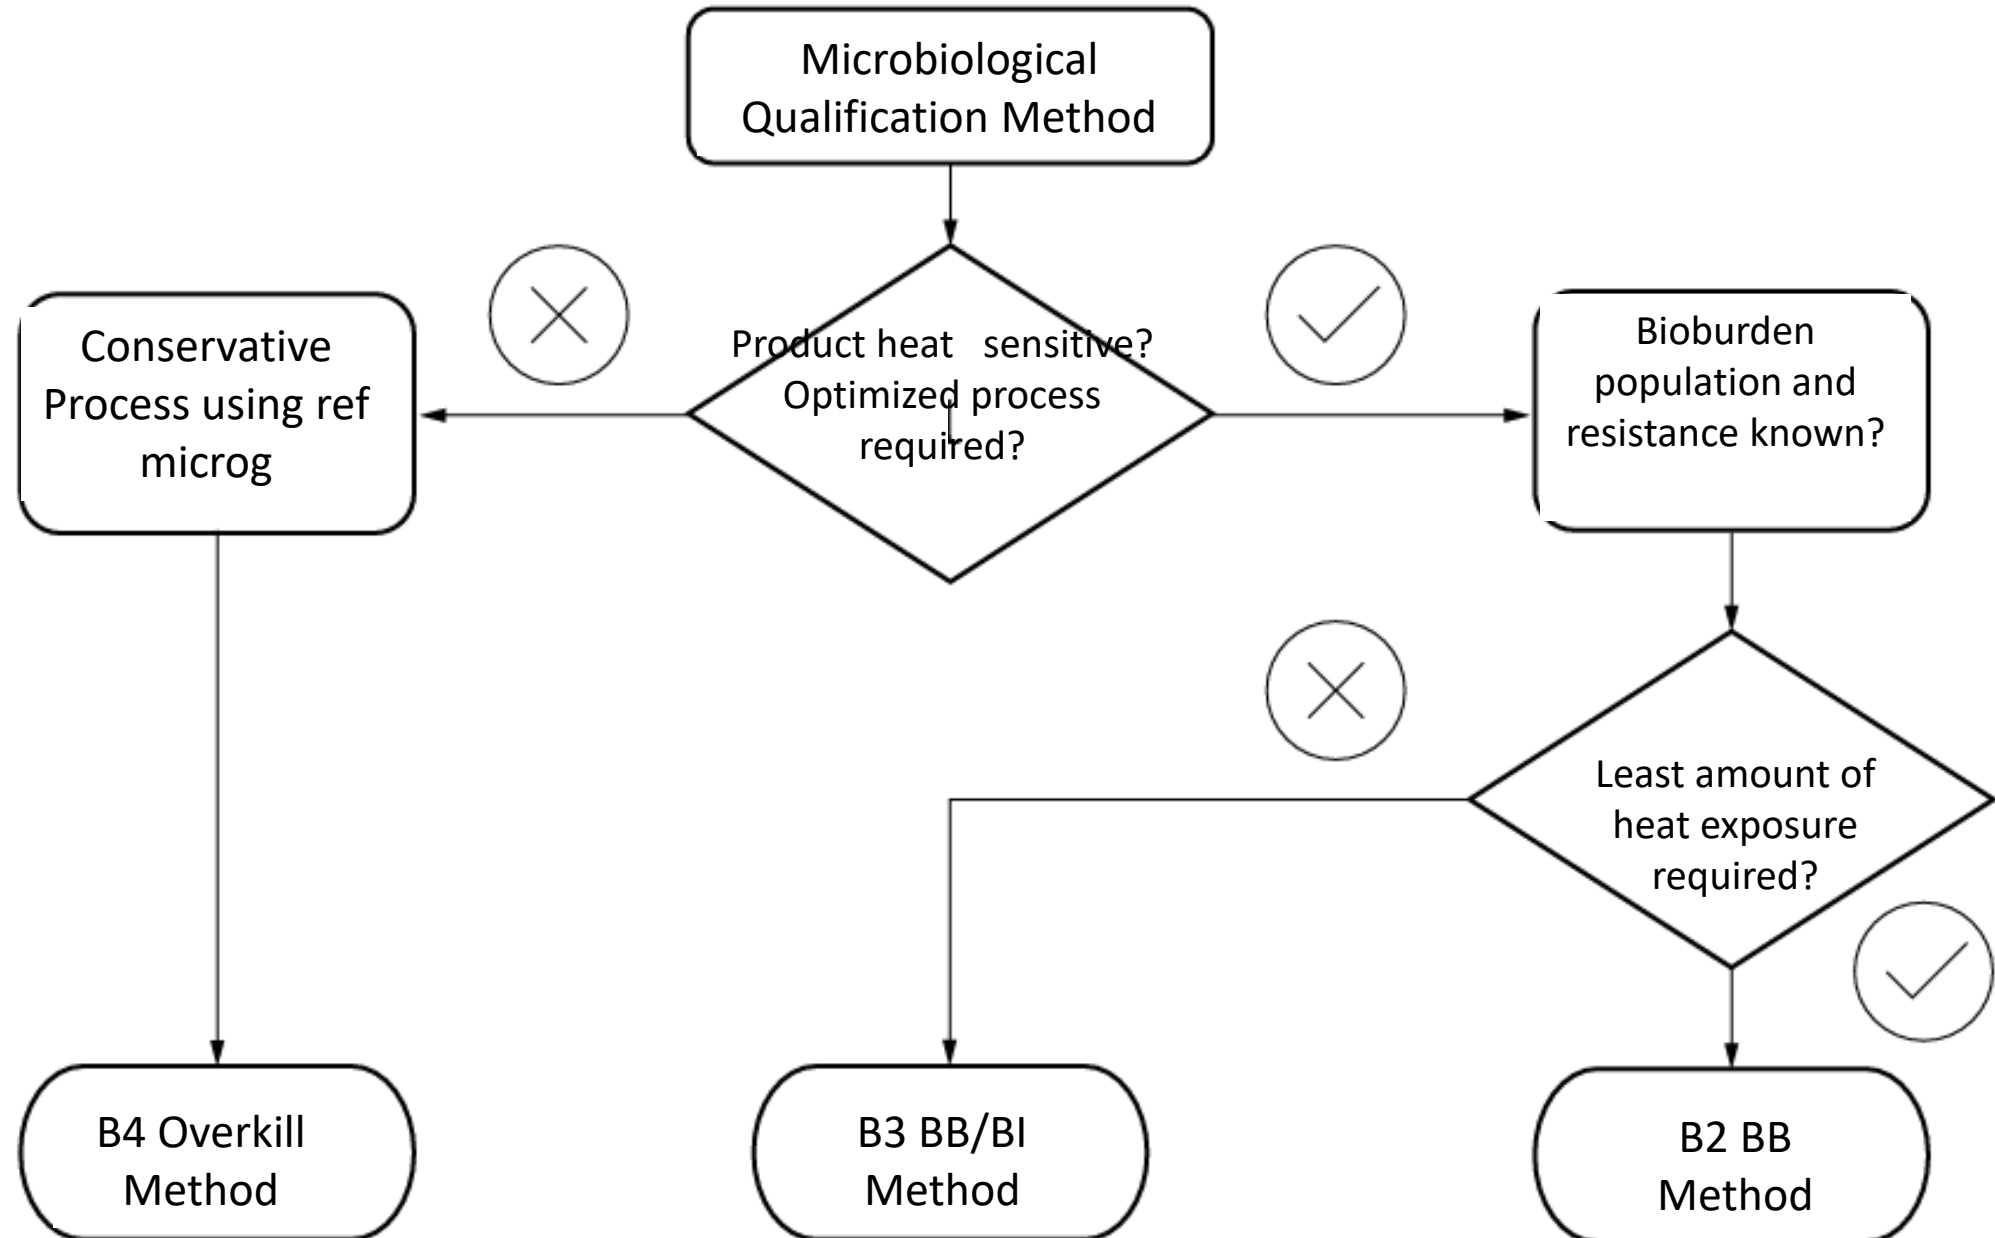 Microbiological
Qualification Method
Product heat sensitive?
Optimized process
required?
Conservative
Process using ref
microg
Bioburden
population and
resistance known?
Least amount of
heat exposure
required?
B4 Overkill
Method
B3 BB/BI
Method
B2 BB
Method